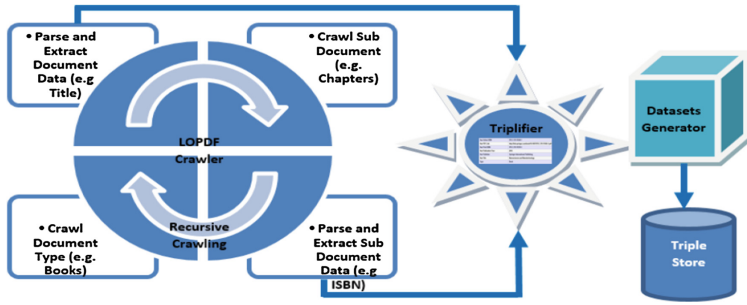 • Parse and
Extract
Document
Data (e.g
Title)
• Crawl Sub
Document
(e.g.
Chapters)
LOPDF
Crawler
Recursive
Crawling
• Crawl
Document
Type (e.g.
Books)
• Parse and
Extract Sub
Document
Data (e.g
ISBN)
Triplifier
Datasets
Generator
Triple
Store